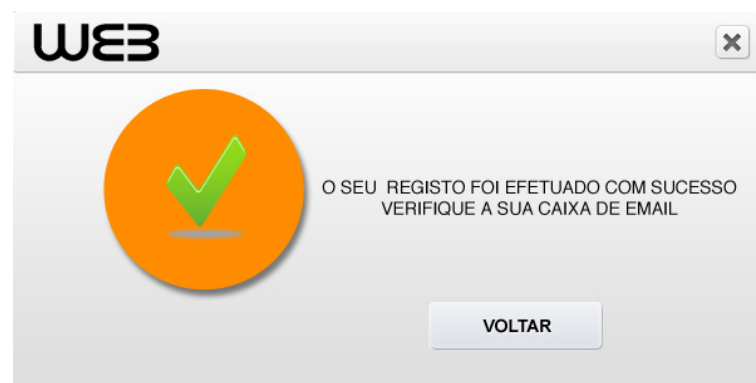 WEB
O SEU REGISTO FOI EFETUADO COM SUCESSO
VERIFIQUE A SUA CAIXA DE EMAIL
VOLTAR